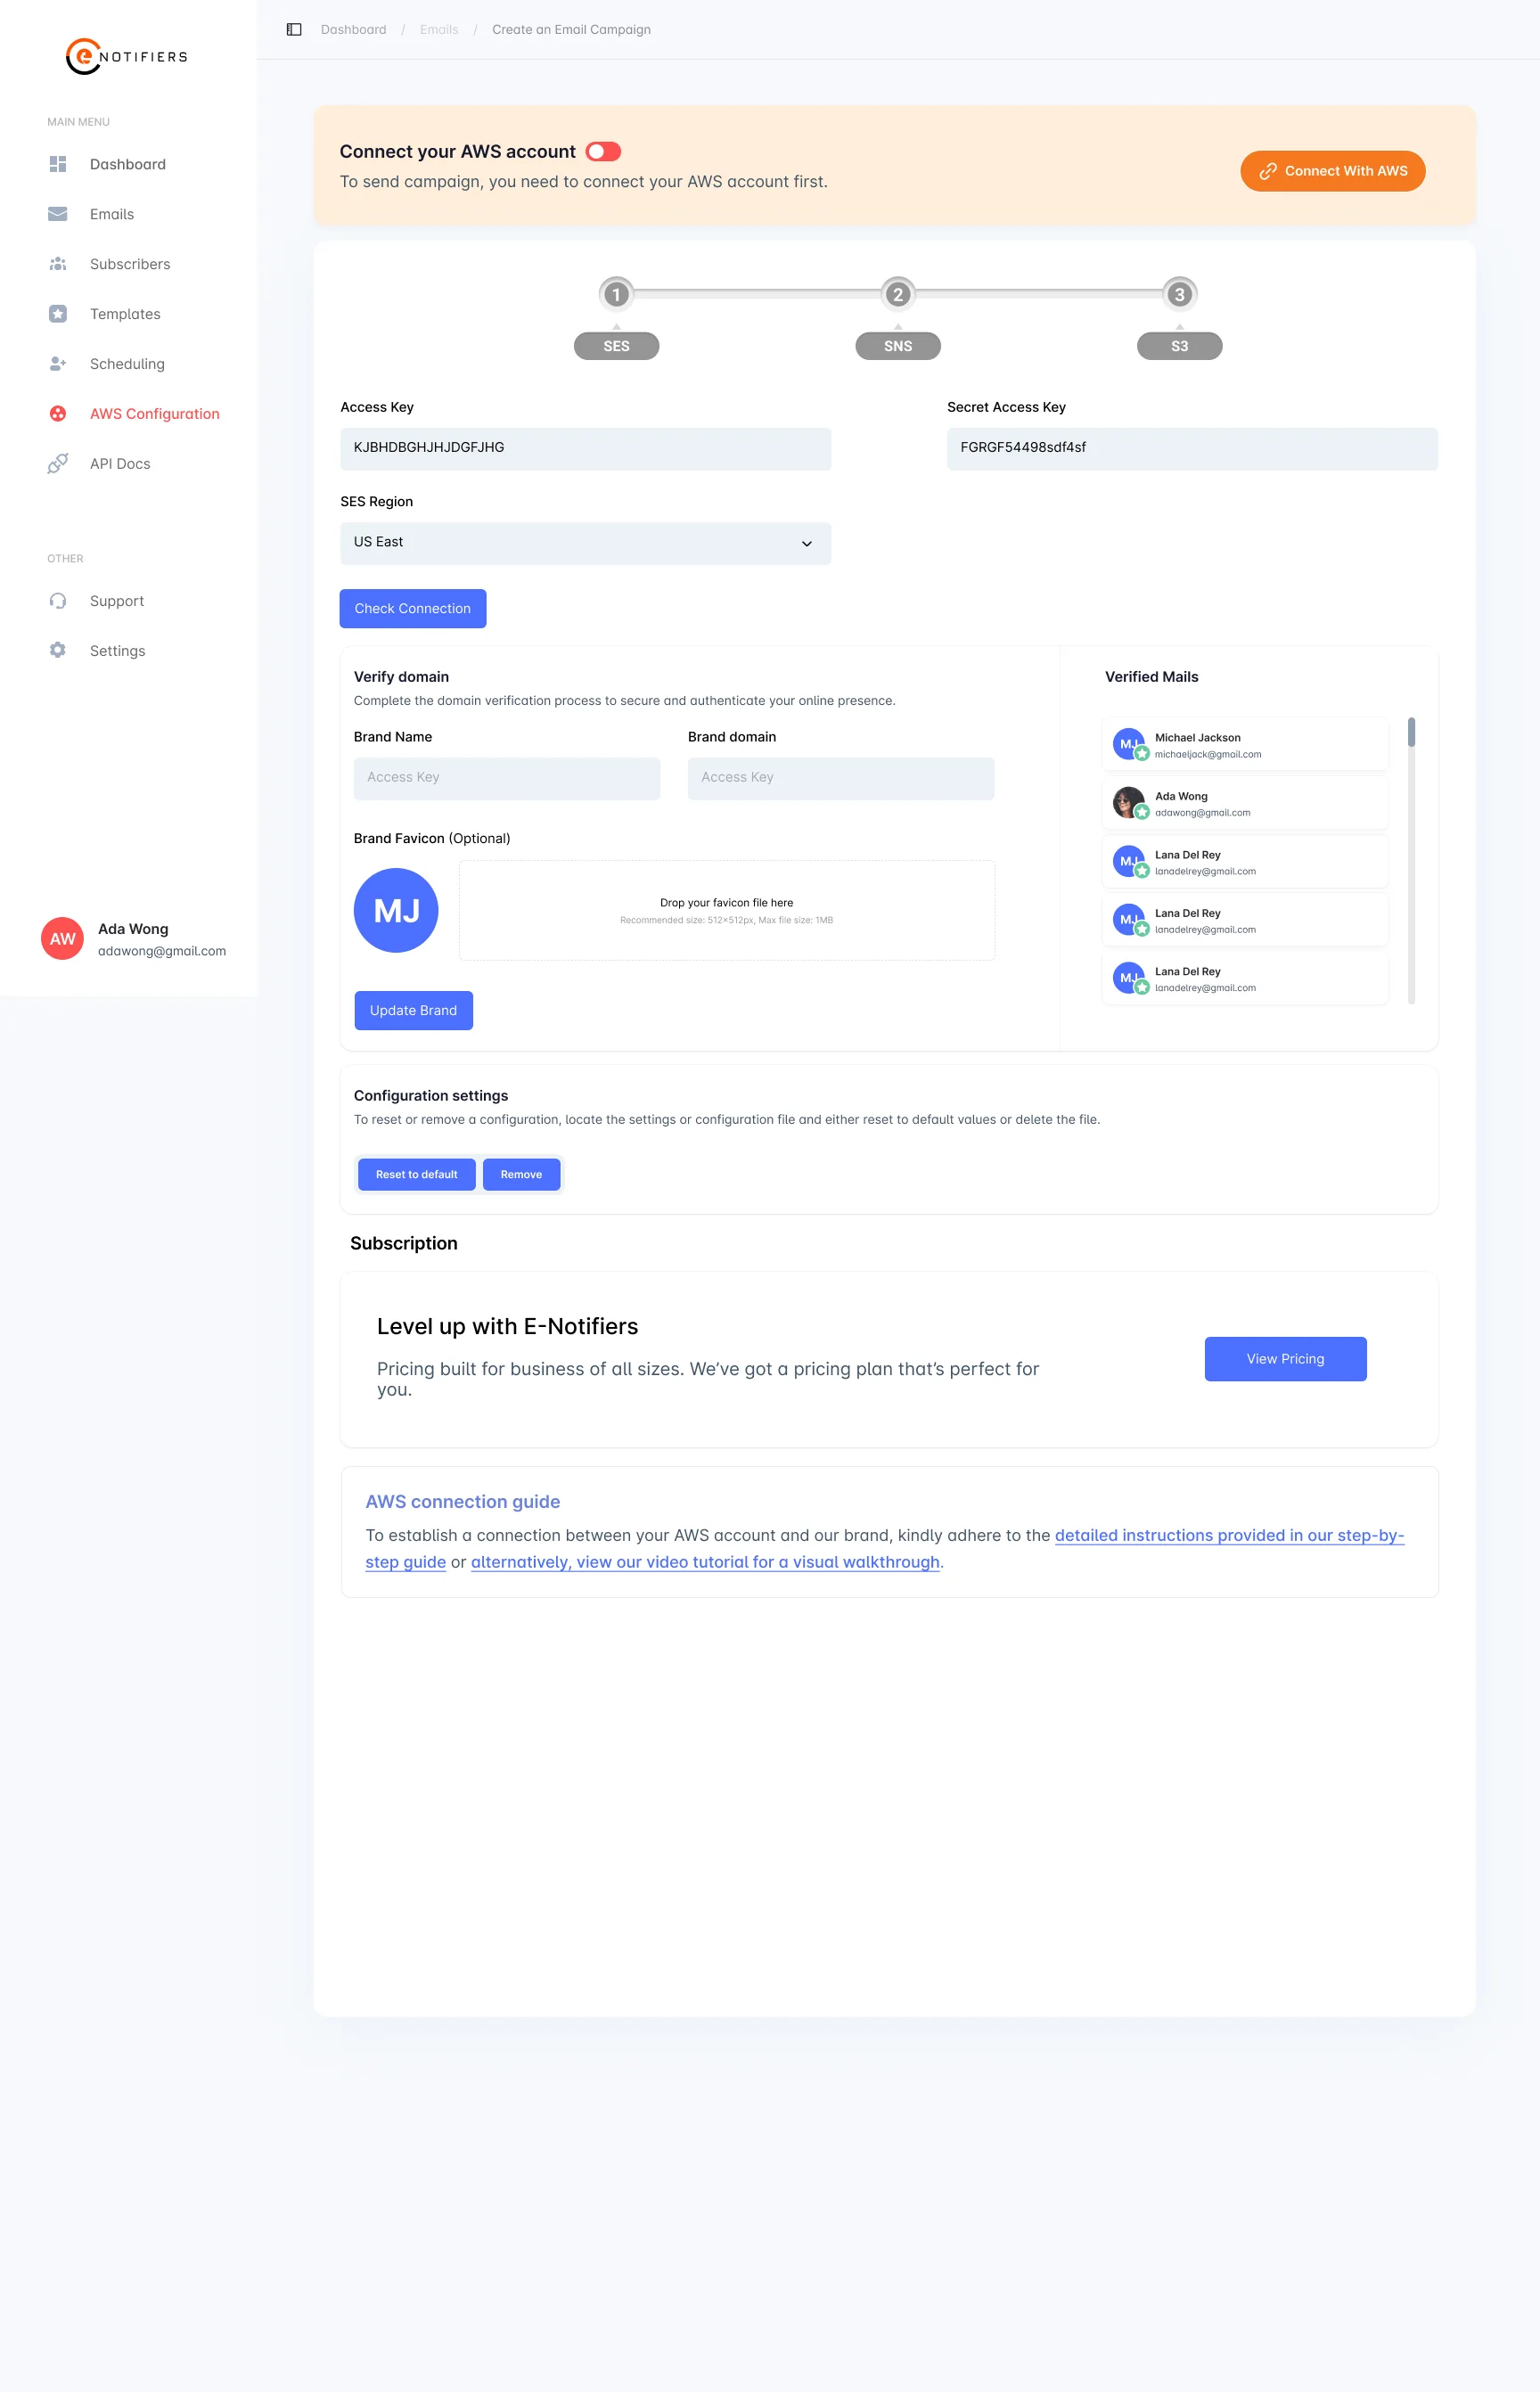 e NOTIFIERS
MAIN MENU
Dashboard
Emails
Subscribers
Templates
Scheduling
AWS Configuration
API Docs
OTHER
Support
Settings
AW
Ada Wong
adawong@gmail.com
Dashboard / Emails / Create an Email Campaign
Connect your AWS account
To send campaign, you need to connect your AWS account first.
Connect With AWS
1 2 3
SES SNS S3
Access Key
KJBHDBGHJHJDGFJHG
Secret Access Key
FGRGF54498sdf4sf
SES Region
US East
Check Connection
Verify domain
Complete the domain verification process to secure and authenticate your online presence.
Brand Name
Access Key
Brand domain
Access Key
Brand Favicon (Optional)
MJ
Drop your favicon file here
Recommended size: 512×512px, Max file size: 1MB
Update Brand
Verified Mails
MJ
Michael Jackson
michaeljack@gmail.com
Ada Wong
adawong@gmail.com
MJ
Lana Del Rey
lanadelrey@gmail.com
MJ
Lana Del Rey
lanadelrey@gmail.com
MJ
Lana Del Rey
lanadelrey@gmail.com
Configuration settings
To reset or remove a configuration, locate the settings or configuration file and either reset to default values or delete the file.
Reset to default
Remove
Subscription
Level up with E-Notifiers
Pricing built for business of all sizes. We’ve got a pricing plan that’s perfect for
you.
View Pricing
AWS connection guide
To establish a connection between your AWS account and our brand, kindly adhere to the detailed instructions provided in our step-by-
step guide or alternatively, view our video tutorial for a visual walkthrough.